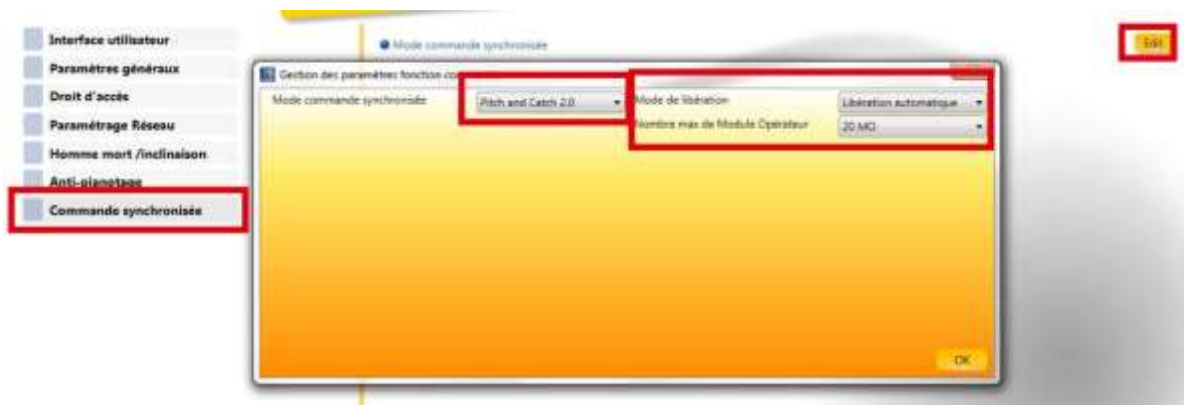 Interface utilisateur
Paramètres généraux
Droit d'accès
Paramétrage Réseau
Homme mort /inclinaison
Anti-pianotage
Commande synchronisée
Mode commande synchronisée
Edit
Gestion des paramètres fonction
Mode commande synchronisée
Pitch and Catch 2.0
Mode de libération
Libération automatique
Nombre max de Module Opérateur
20 MO
OK